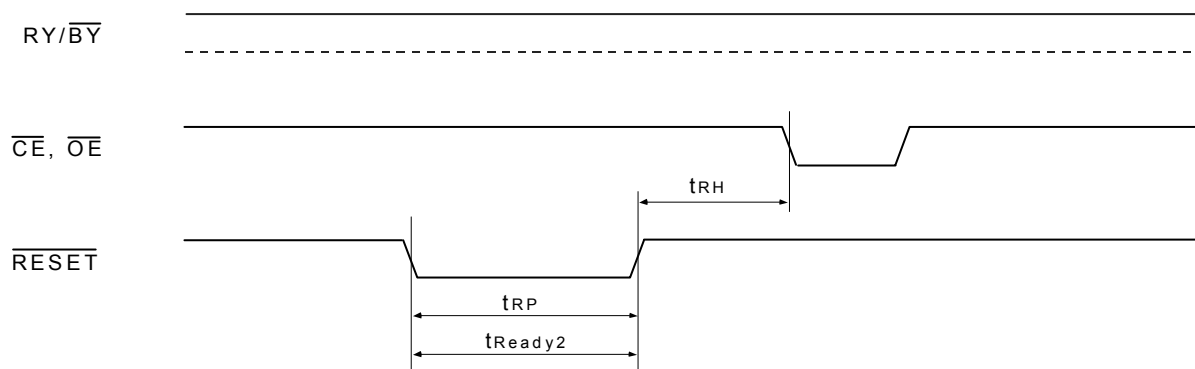 RY/BY
CE, OE
tRH
RESET
tRP
tReady2